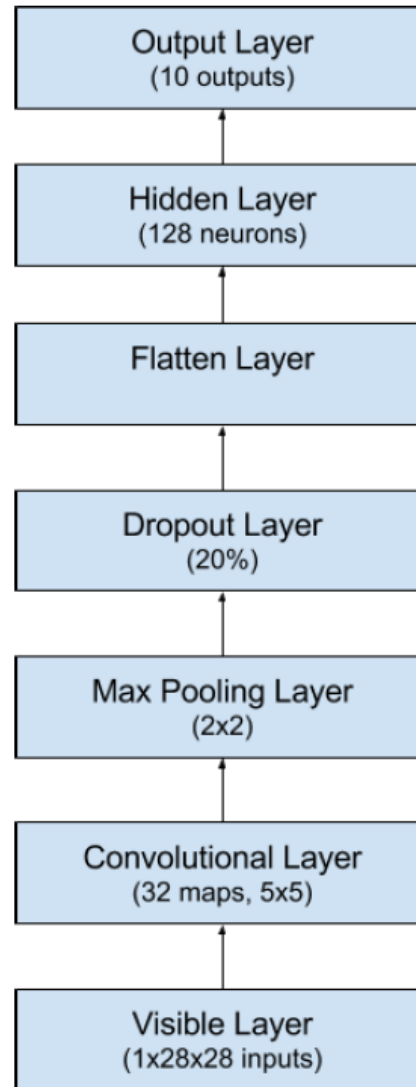 Output Layer
(10 outputs)
Hidden Layer
(128 neurons)
Flatten Layer
Dropout Layer
(20%)
Max Pooling Layer
(2x2)
Convolutional Layer
(32 maps, 5x5)
Visible Layer
(1x28x28 inputs)